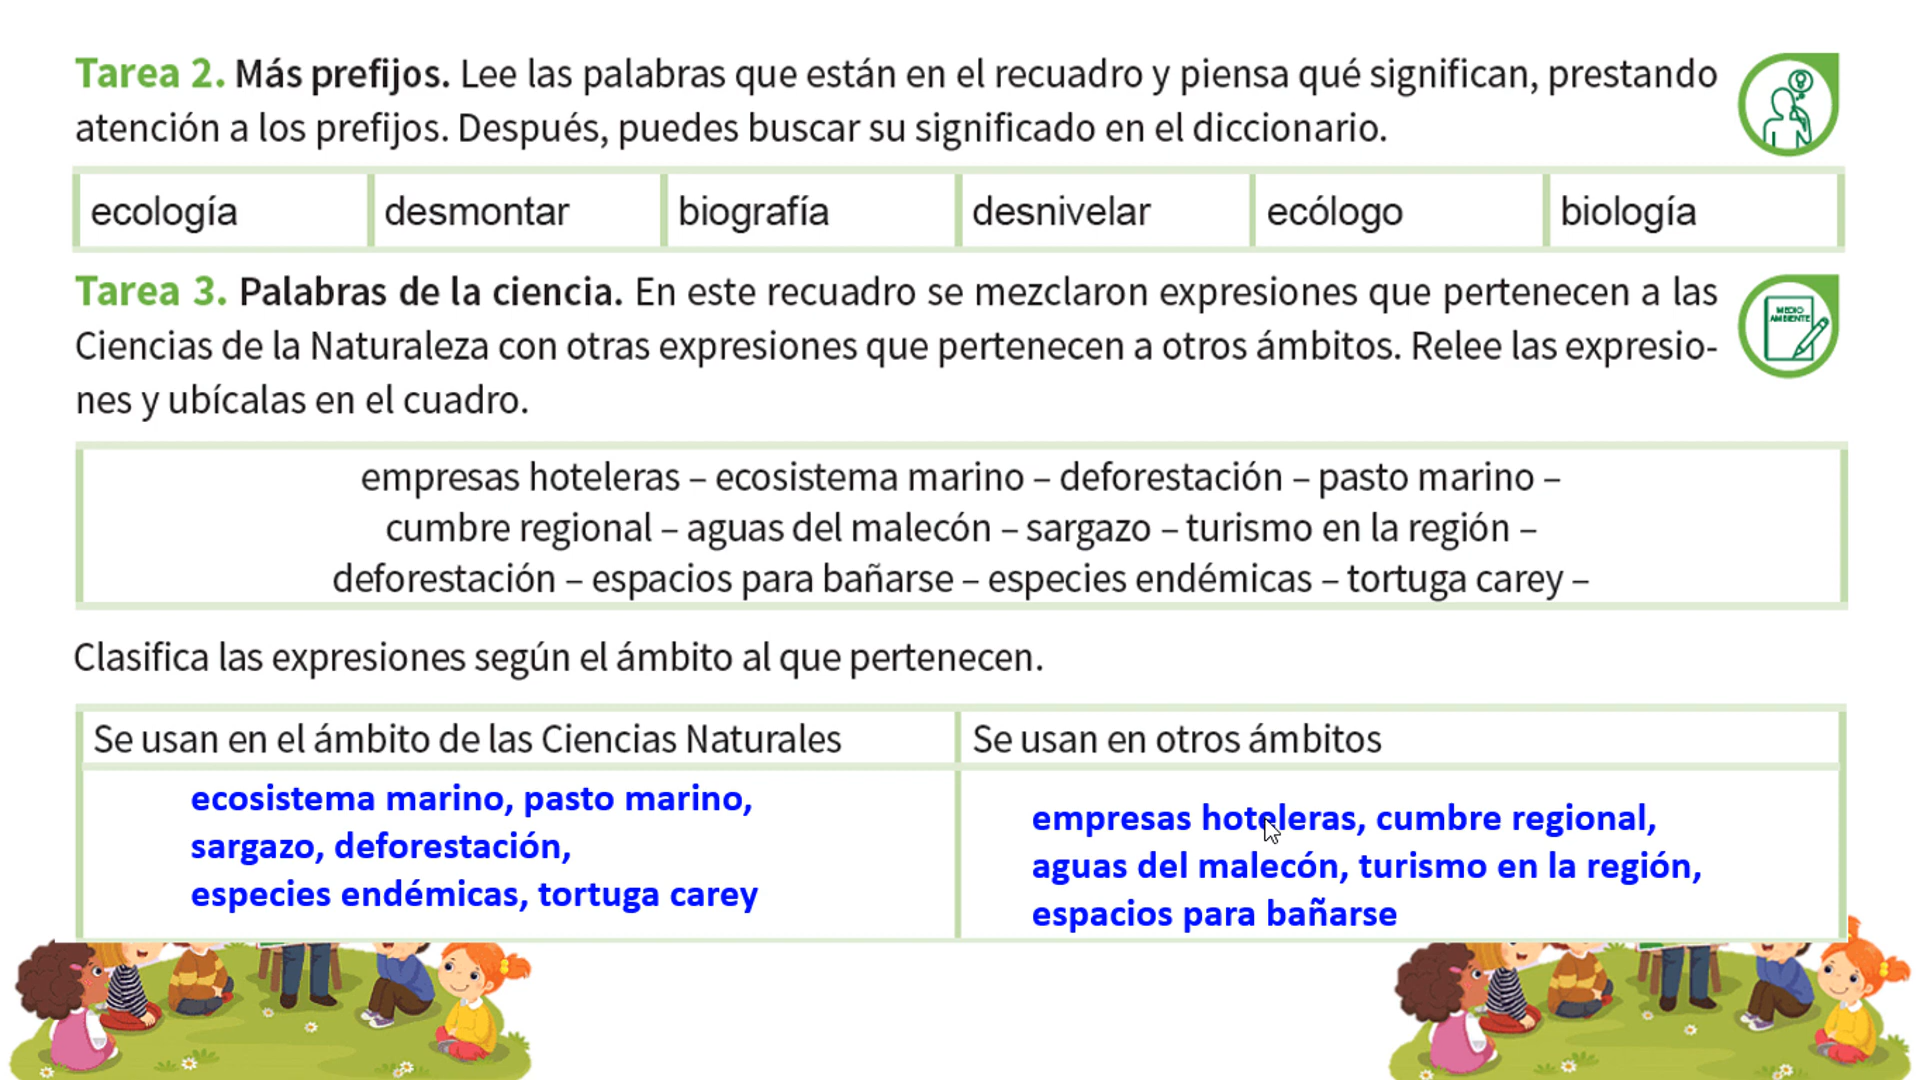 Tarea 2. Más prefijos. Lee las palabras que están en el recuadro y piensa qué significan, prestando
atención a los prefijos. Después, puedes buscar su significado en el diccionario.
ecología desmontar biografía desnivelar ecólogo biología
Tarea 3. Palabras de la ciencia. En este recuadro se mezclaron expresiones que pertenecen a las
Ciencias de la Naturaleza con otras expresiones que pertenecen a otros ámbitos. Relee las expresio-
nes y ubícalas en el cuadro.
MEDIO
AMBIENTE
empresas hoteleras – ecosistema marino – deforestación – pasto marino –
cumbre regional – aguas del malecón – sargazo – turismo en la región –
deforestación – espacios para bañarse – especies endémicas – tortuga carey –
Clasifica las expresiones según el ámbito al que pertenecen.
Se usan en el ámbito de las Ciencias Naturales
ecosistema marino, pasto marino,
sargazo, deforestación,
especies endémicas, tortuga carey
Se usan en otros ámbitos
empresas hoteleras, cumbre regional,
aguas del malecón, turismo en la región,
espacios para bañarse